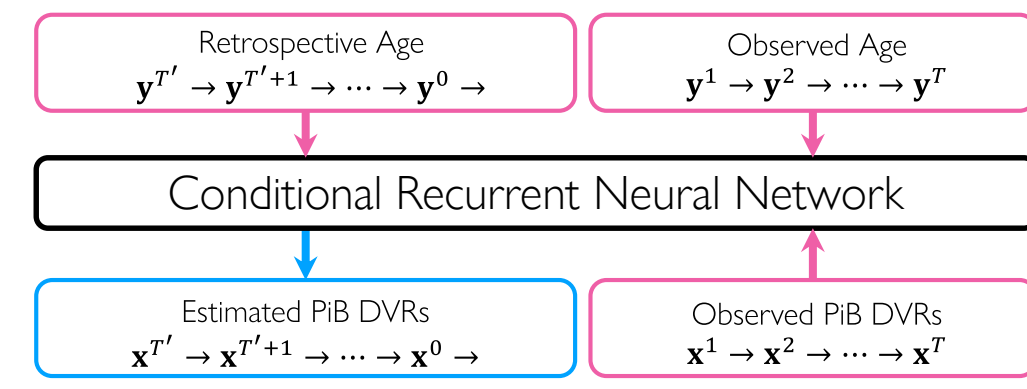 Retrospective Age
𝐲^{T′} → 𝐲^{T′+1} → ⋯ → 𝐲^0 →
Observed Age
𝐲^1 → 𝐲^2 → ⋯ → 𝐲^T
Conditional Recurrent Neural Network
Estimated PiB DVRs
𝐱^{T′} → 𝐱^{T′+1} → ⋯ → 𝐱^0 →
Observed PiB DVRs
𝐱^1 → 𝐱^2 → ⋯ → 𝐱^T